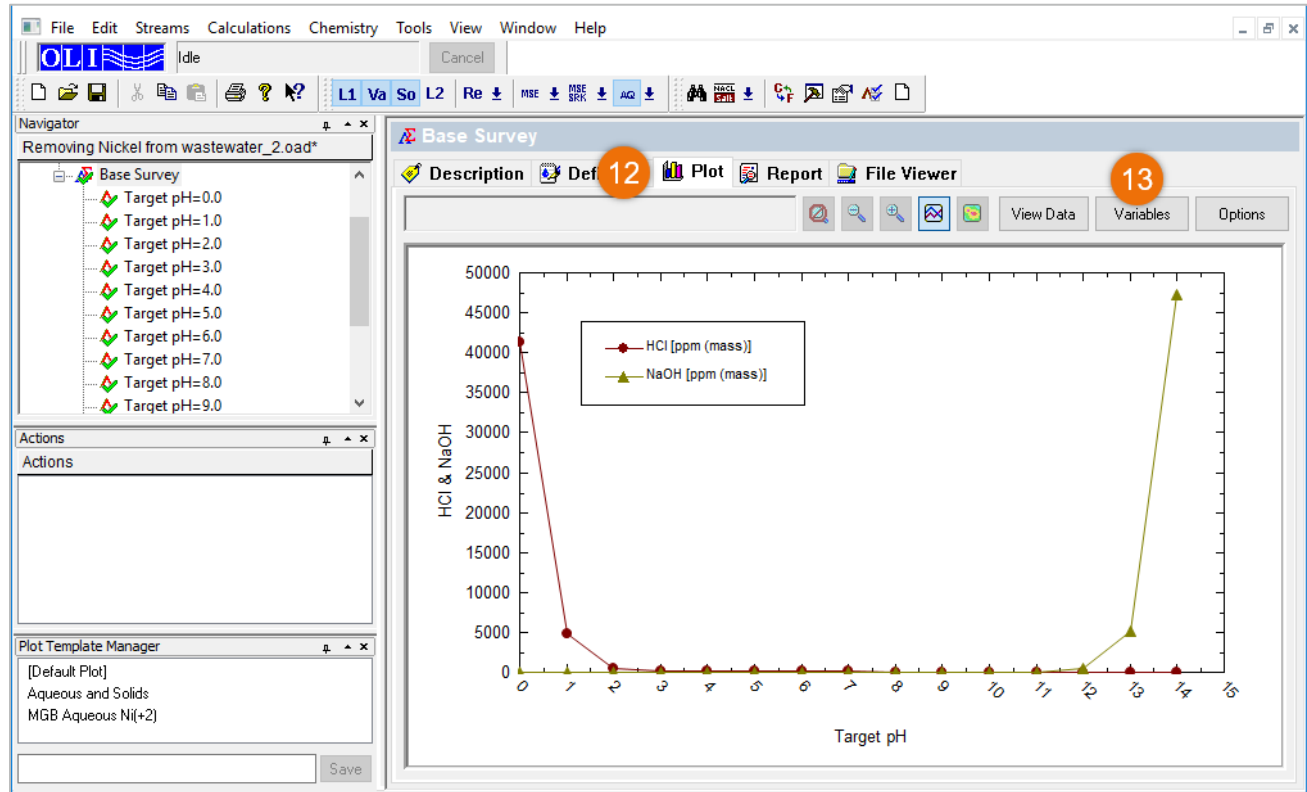 File Edit Streams Calculations Chemistry Tools View Window Help
OLI Idle Cancel
L1 Va So L2 Re MSE MSE SRK AQ NACL Salt C F
Navigator
Removing Nickel from wastewater_2.oad*
Base Survey
Target pH=0.0
Target pH=1.0
Target pH=2.0
Target pH=3.0
Target pH=4.0
Target pH=5.0
Target pH=6.0
Target pH=7.0
Target pH=8.0
Target pH=9.0
Actions
Actions
Plot Template Manager
[Default Plot]
Aqueous and Solids
MGB Aqueous Ni(+2)
Save
Base Survey
Description Def 12 Plot Report File Viewer
13
View Data Variables Options
50000
45000
40000
35000
30000
25000
20000
15000
10000
5000
0
HCl & NaOH
HCl [ppm (mass)]
NaOH [ppm (mass)]
0 1 2 3 4 5 6 7 8 9 10 11 12 13 14 15
Target pH